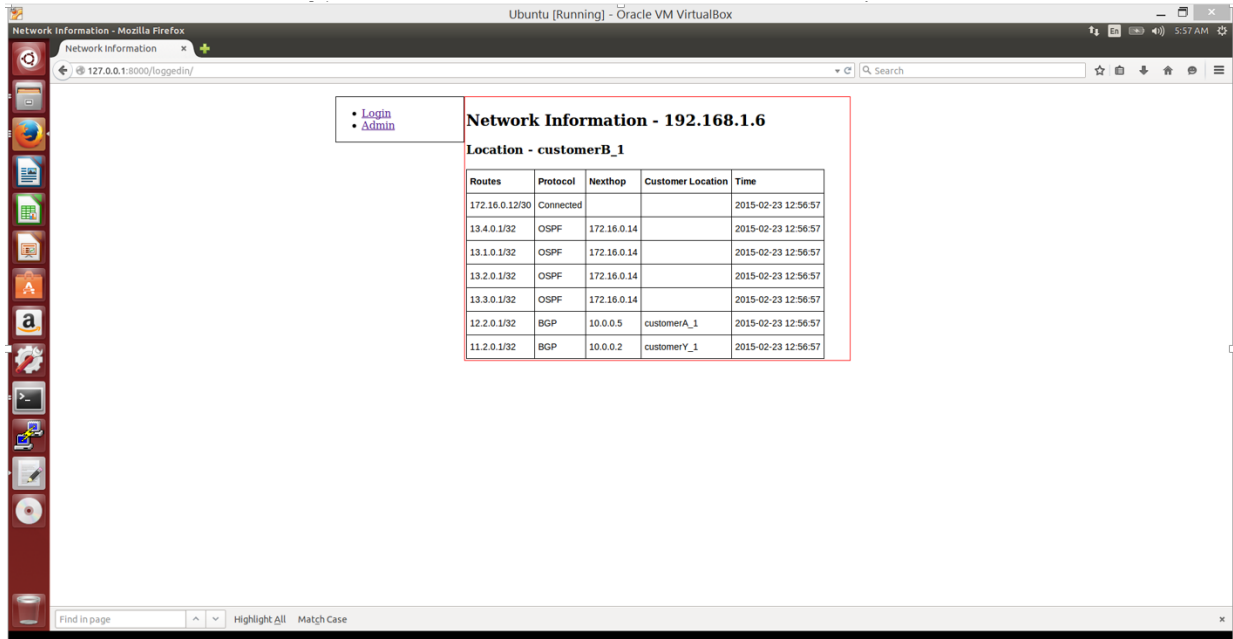 Ubuntu [Running] - Oracle VM VirtualBox
Network Information - Mozilla Firefox
En
5:57 AM
Network Information
127.0.0.1:8000/loggedin/
Search
Login
Admin
Network Information - 192.168.1.6
Location - customerB_1
Routes Protocol Nexthop Customer Location Time
172.16.0.12/30 Connected 2015-02-23 12:56:57
13.4.0.1/32 OSPF 172.16.0.14 2015-02-23 12:56:57
13.1.0.1/32 OSPF 172.16.0.14 2015-02-23 12:56:57
13.2.0.1/32 OSPF 172.16.0.14 2015-02-23 12:56:57
13.3.0.1/32 OSPF 172.16.0.14 2015-02-23 12:56:57
12.2.0.1/32 BGP 10.0.0.5 customerA_1 2015-02-23 12:56:57
11.2.0.1/32 BGP 10.0.0.2 customerY_1 2015-02-23 12:56:57
Find in page Highlight All Match Case